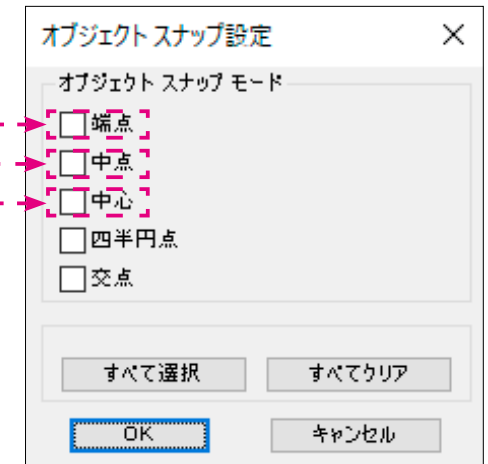 オブジェクト スナップ設定
オブジェクト スナップ モード
端点
中点
中心
四半円点
交点
すべて選択 すべてクリア
OK キャンセル